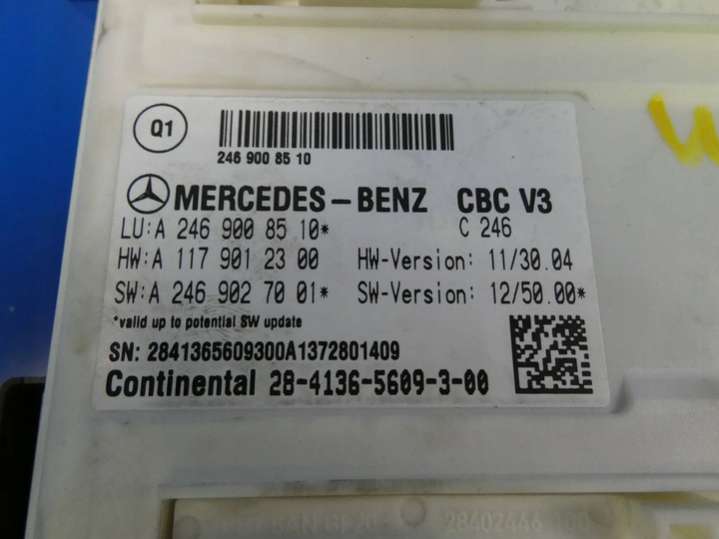 Q1
246 900 85 10
MERCEDES-BENZ CBC V3
LU:A 246 900 85 10* C 246
HW:A 117 901 23 00 HW-Version: 11/30.04
SW:A 246 902 70 01* SW-Version: 12/50.00*
*valid up to potential SW update
SN: 2841365609300A1372801409
Continental 28-4136-5609-3-00